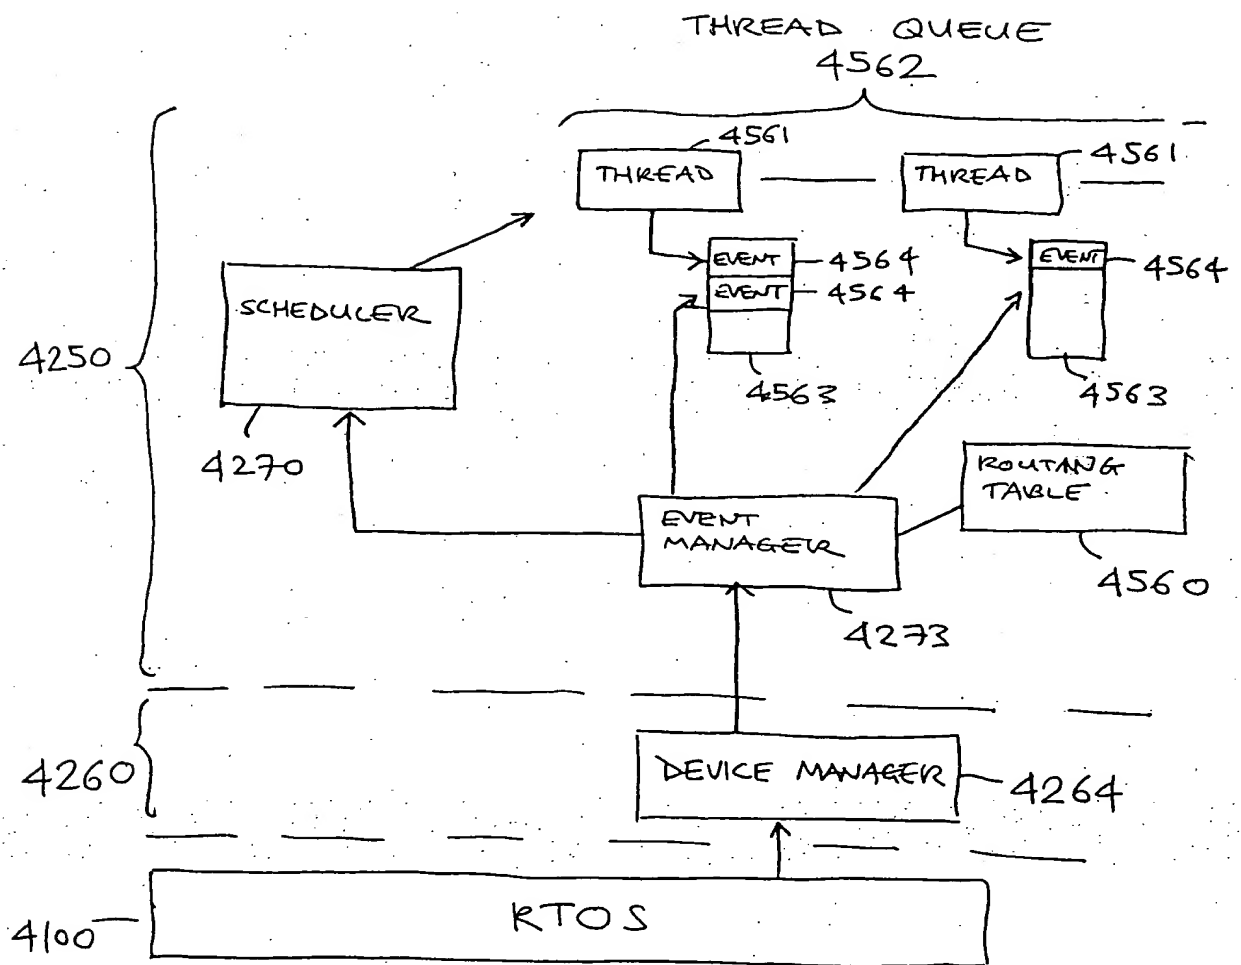 THREAD QUEUE
4562
4561
4561
THREAD
THREAD
EVENT
4564
EVENT
4564
EVENT
4564
SCHEDULER
4250
4563
4563
4270
ROUTING
TABLE
EVENT
MANAGER
4560
4273
4260
DEVICE MANAGER
4264
RTOS
4100